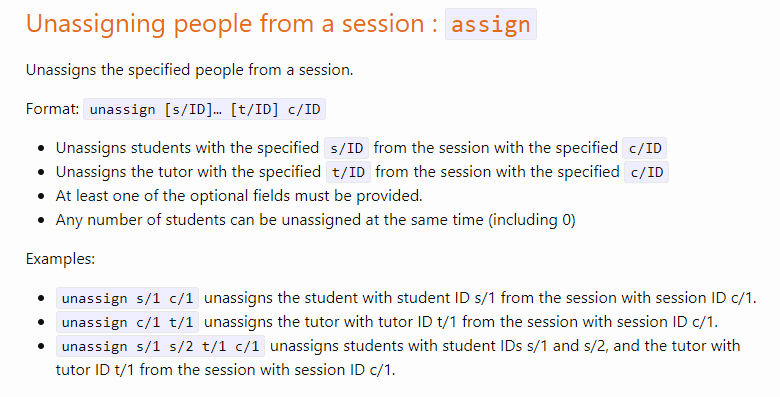 Unassigning people from a session : assign
Unassigns the specified people from a session.
Format: unassign [s/ID]… [t/ID] c/ID
• Unassigns students with the specified s/ID from the session with the specified c/ID
• Unassigns the tutor with the specified t/ID from the session with the specified c/ID
• At least one of the optional fields must be provided.
• Any number of students can be unassigned at the same time (including 0)
Examples:
• unassign s/1 c/1 unassigns the student with student ID s/1 from the session with session ID c/1.
• unassign c/1 t/1 unassigns the tutor with tutor ID t/1 from the session with session ID c/1.
• unassign s/1 s/2 t/1 c/1 unassigns students with student IDs s/1 and s/2, and the tutor with
tutor ID t/1 from the session with session ID c/1.